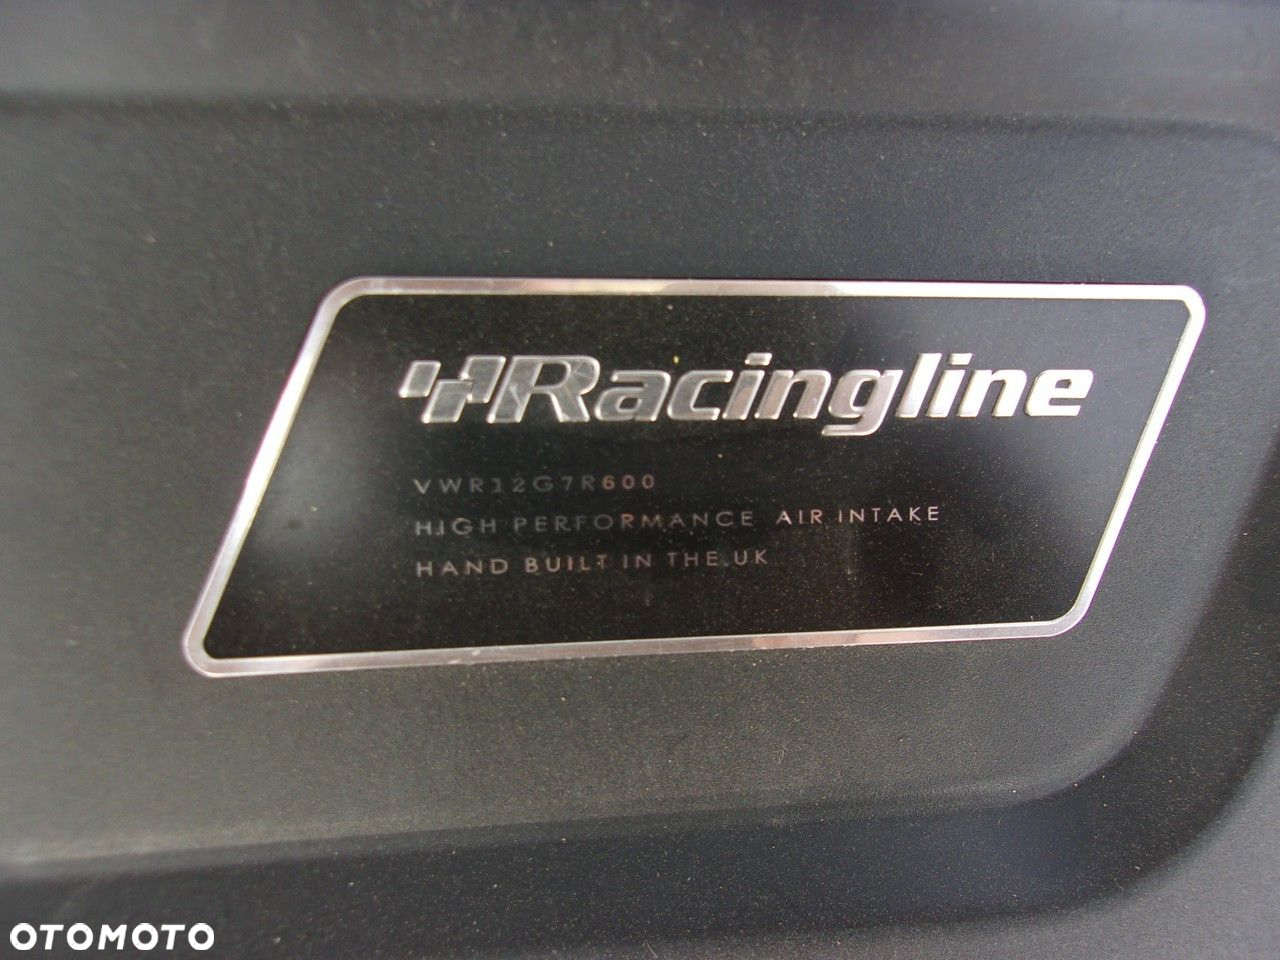 Racingline
VWR12G7R600
HIGH PERFORMANCE AIR INTAKE
HAND BUILT IN THE UK
OTOMOTO